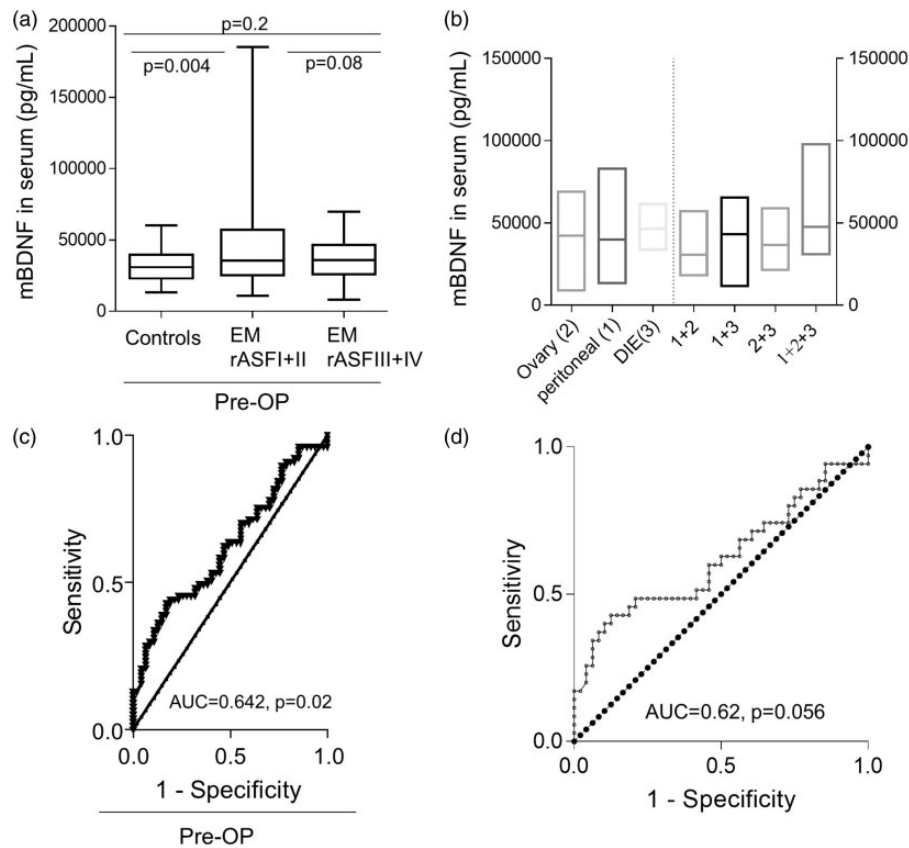 (a)
mBDNF in serum (pg/mL)
200000
150000
100000
50000
0
p=0.2
p=0.004
p=0.08
Controls
EM
rASFI+II
EM
rASFIII+IV
Pre-OP
(b)
mBDNF in serum (pg/mL)
150000
100000
50000
0
150000
100000
50000
0
Ovary (2)
peritoneal (1)
DIE(3)
1+2
1+3
2+3
1+2+3
(c)
Sensitivity
1.0
0.5
0.0
AUC=0.642, p=0.02
0.0
0.5
1.0
1 - Specificity
Pre-OP
(d)
Sensitiviry
1.0
0.5
0.0
AUC=0.62, p=0.056
0.0
0.5
1.0
1 - Specificity